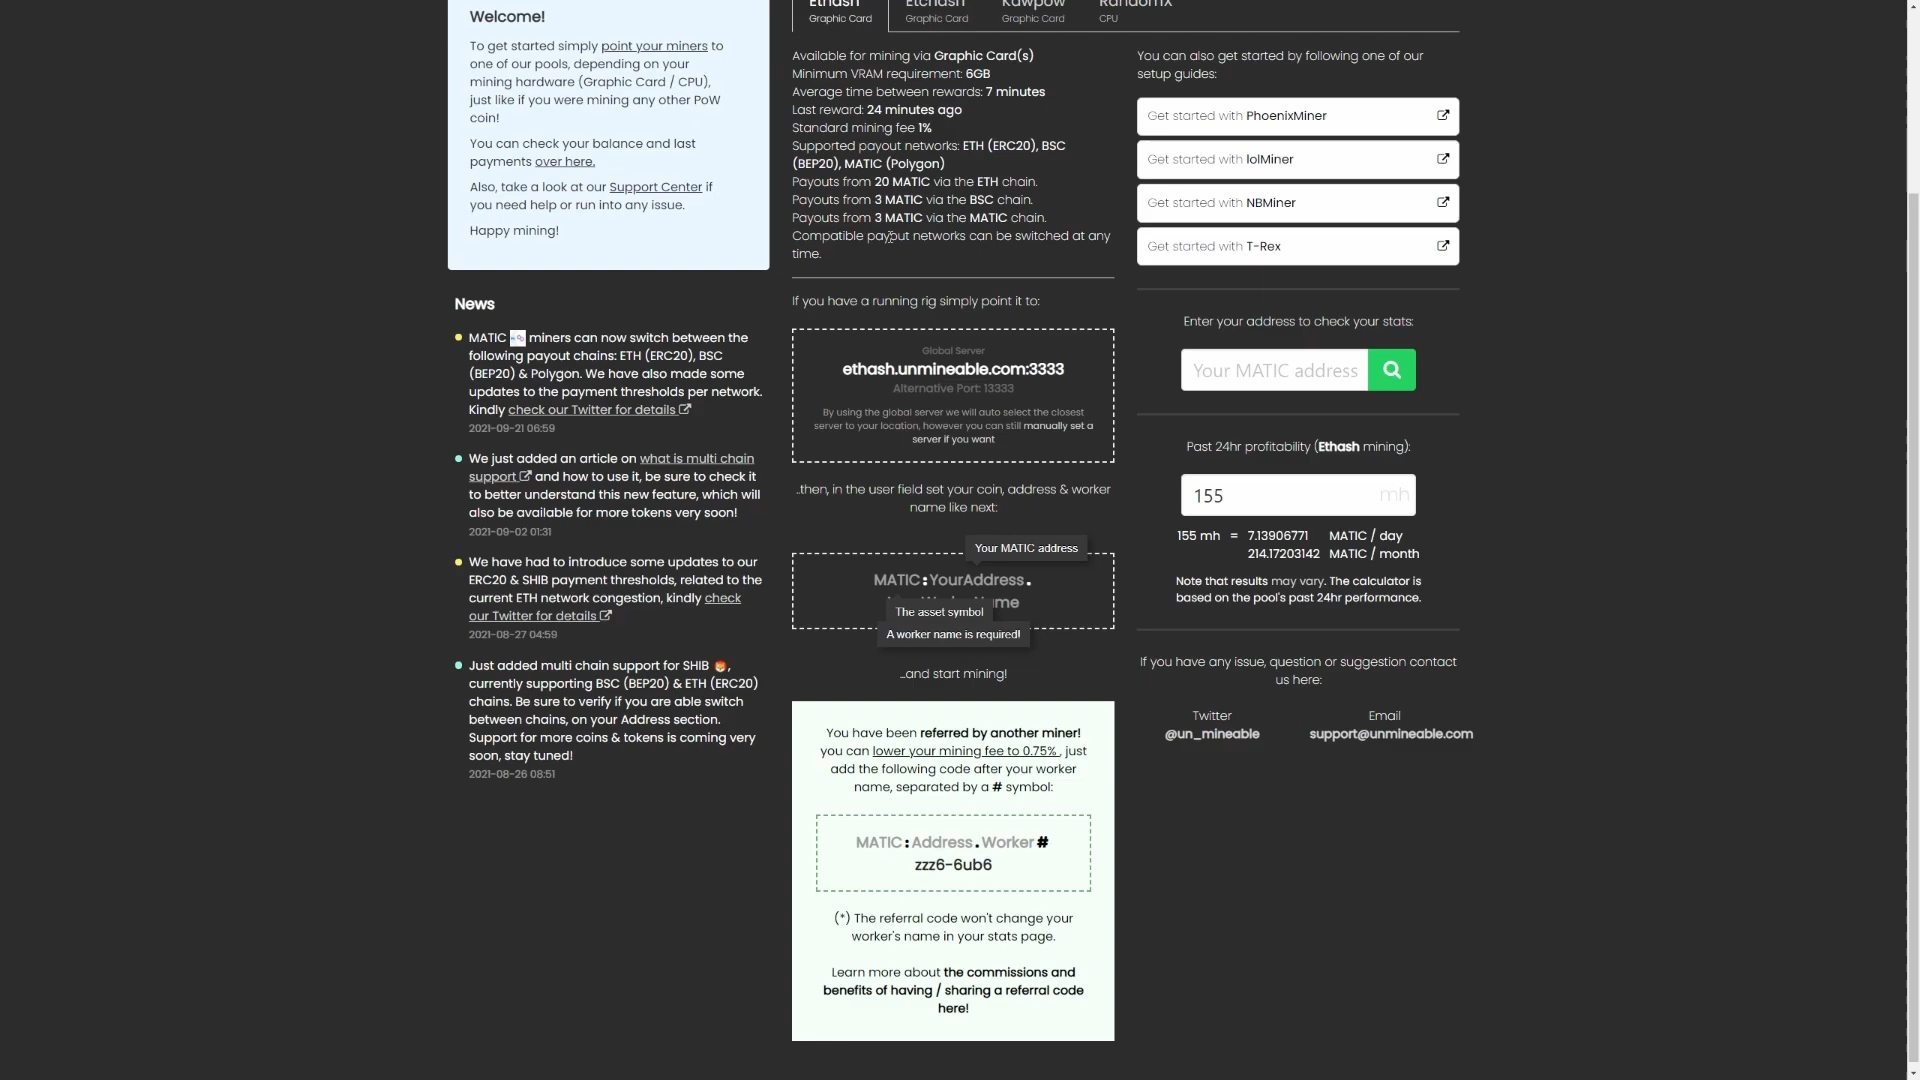 Welcome!
To get started simply point your miners to
one of our pools, depending on your
mining hardware (Graphic Card / CPU),
just like if you were mining any other PoW
coin!
You can check your balance and last
payments over here.
Also, take a look at our Support Center if
you need help or run into any issue.
Happy mining!
News
MATIC miners can now switch between the
following payout chains: ETH (ERC20), BSC
(BEP20) & Polygon. We have also made some
updates to the payment thresholds per network.
Kindly check our Twitter for details
2021-09-21 06:59
We just added an article on what is multi chain
support and how to use it, be sure to check it
to better understand this new feature, which will
also be available for more tokens very soon!
2021-09-02 01:31
We have had to introduce some updates to our
ERC20 & SHIB payment thresholds, related to the
current ETH network congestion, kindly check
our Twitter for details
2021-08-27 04:59
Just added multi chain support for SHIB 
currently supporting BSC (BEP20) & ETH (ERC20)
chains. Be sure to verify if you are able switch
between chains, on your Address section.
Support for more coins & tokens is coming very
soon, stay tuned!
2021-08-26 08:51
Ethash Etchash Kawpow RandomX
Graphic Card Graphic Card Graphic Card CPU
Available for mining via Graphic Card(s)
Minimum VRAM requirement: 6GB
Average time between rewards: 7 minutes
Last reward: 24 minutes ago
Standard mining fee 1%
Supported payout networks: ETH (ERC20), BSC
(BEP20), MATIC (Polygon)
Payouts from 20 MATIC via the ETH chain.
Payouts from 3 MATIC via the BSC chain.
Payouts from 3 MATIC via the MATIC chain.
Compatible payout networks can be switched at any
time.
If you have a running rig simply point it to:
Global Server
ethash.unmineable.com:3333
Alternative Port: 13333
By using the global server we will auto select the closest
server to your location, however you can still manually set a
server if you want
..then, in the user field set your coin, address & worker
name like next:
Your MATIC address
MATIC:YourAddress.
The asset symbol
A worker name is required!
...and start mining!
You have been referred by another miner!
you can lower your mining fee to 0.75% , just
add the following code after your worker
name, separated by a # symbol:
MATIC:Address.Worker#
zzz6-6ub6
(*) The referral code won't change your
worker's name in your stats page.
Learn more about the commissions and
benefits of having / sharing a referral code
here!
You can also get started by following one of our
setup guides:
Get started with PhoenixMiner
Get started with lolMiner
Get started with NBMiner
Get started with T-Rex
Enter your address to check your stats:
Your MATIC address
Past 24hr profitability (Ethash mining):
155 mh
155 mh = 7.13906771 MATIC / day
214.17203142 MATIC / month
Note that results may vary. The calculator is
based on the pool's past 24hr performance.
If you have any issue, question or suggestion contact
us here:
Twitter Email
@un_mineable support@unmineable.com